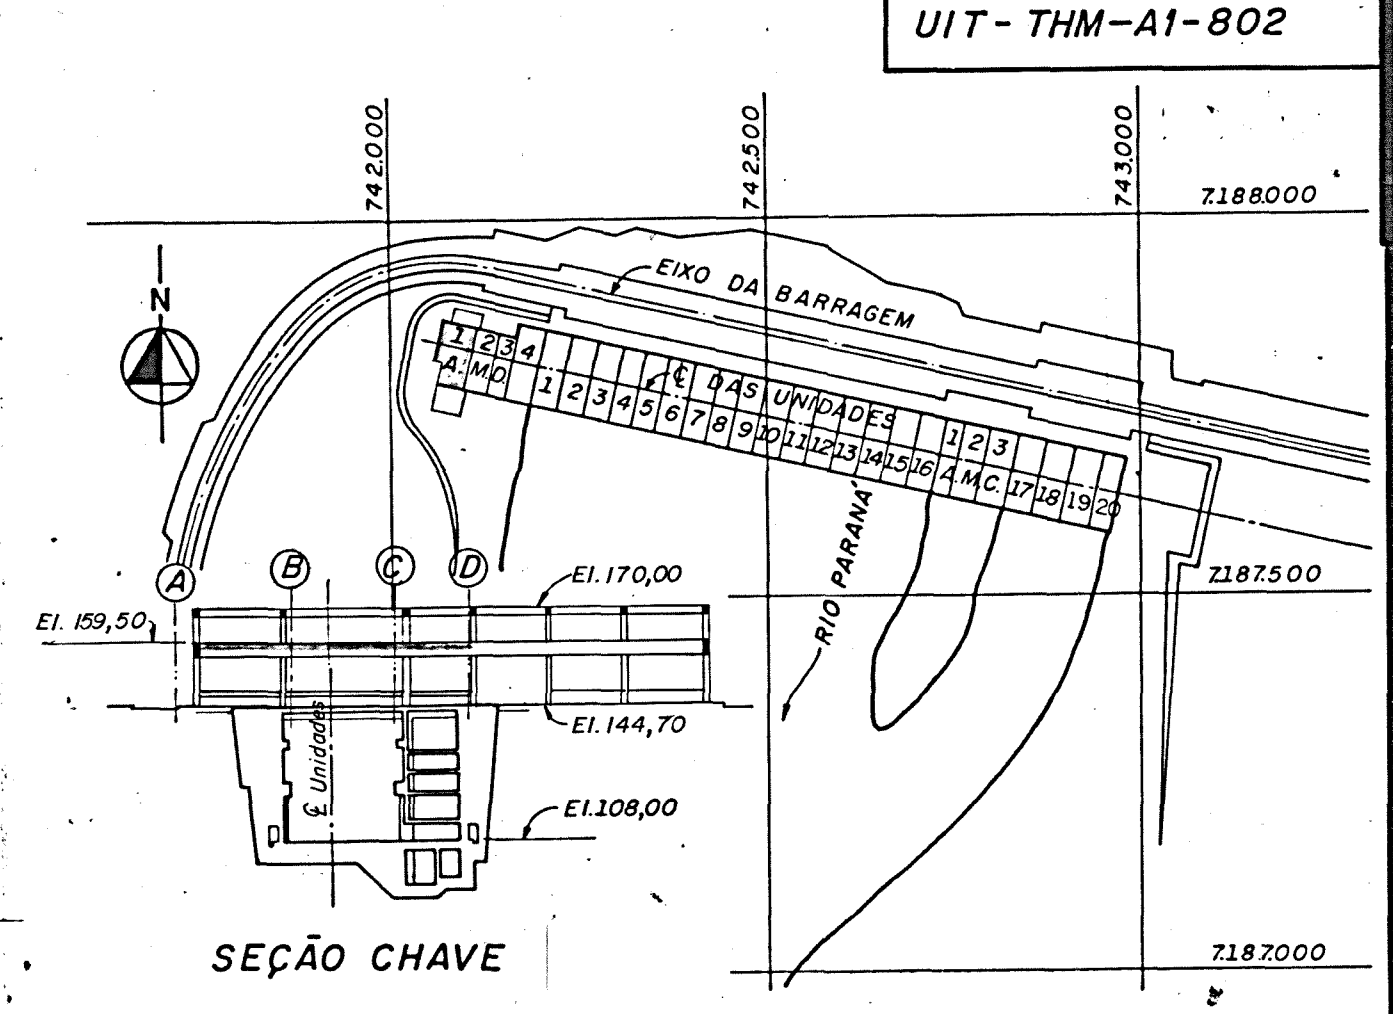 UIT-THM-A1-802
742.000
742.500
743.000
7.188.000
N
EIXO DA BARRAGEM
1 2 3 4
A. M.D.
℄ DAS UNIDADES
1 2 3 4 5 6 7 8 9 10 11 12 13 14 15 16
1 2 3
A.M.C.
17 18 19 20
RIO PARANÁ
7.187.500
A B C D
El. 170,00
El. 159,50
El. 144,70
℄ Unidades
El. 108,00
SEÇÃO CHAVE
7.187.000